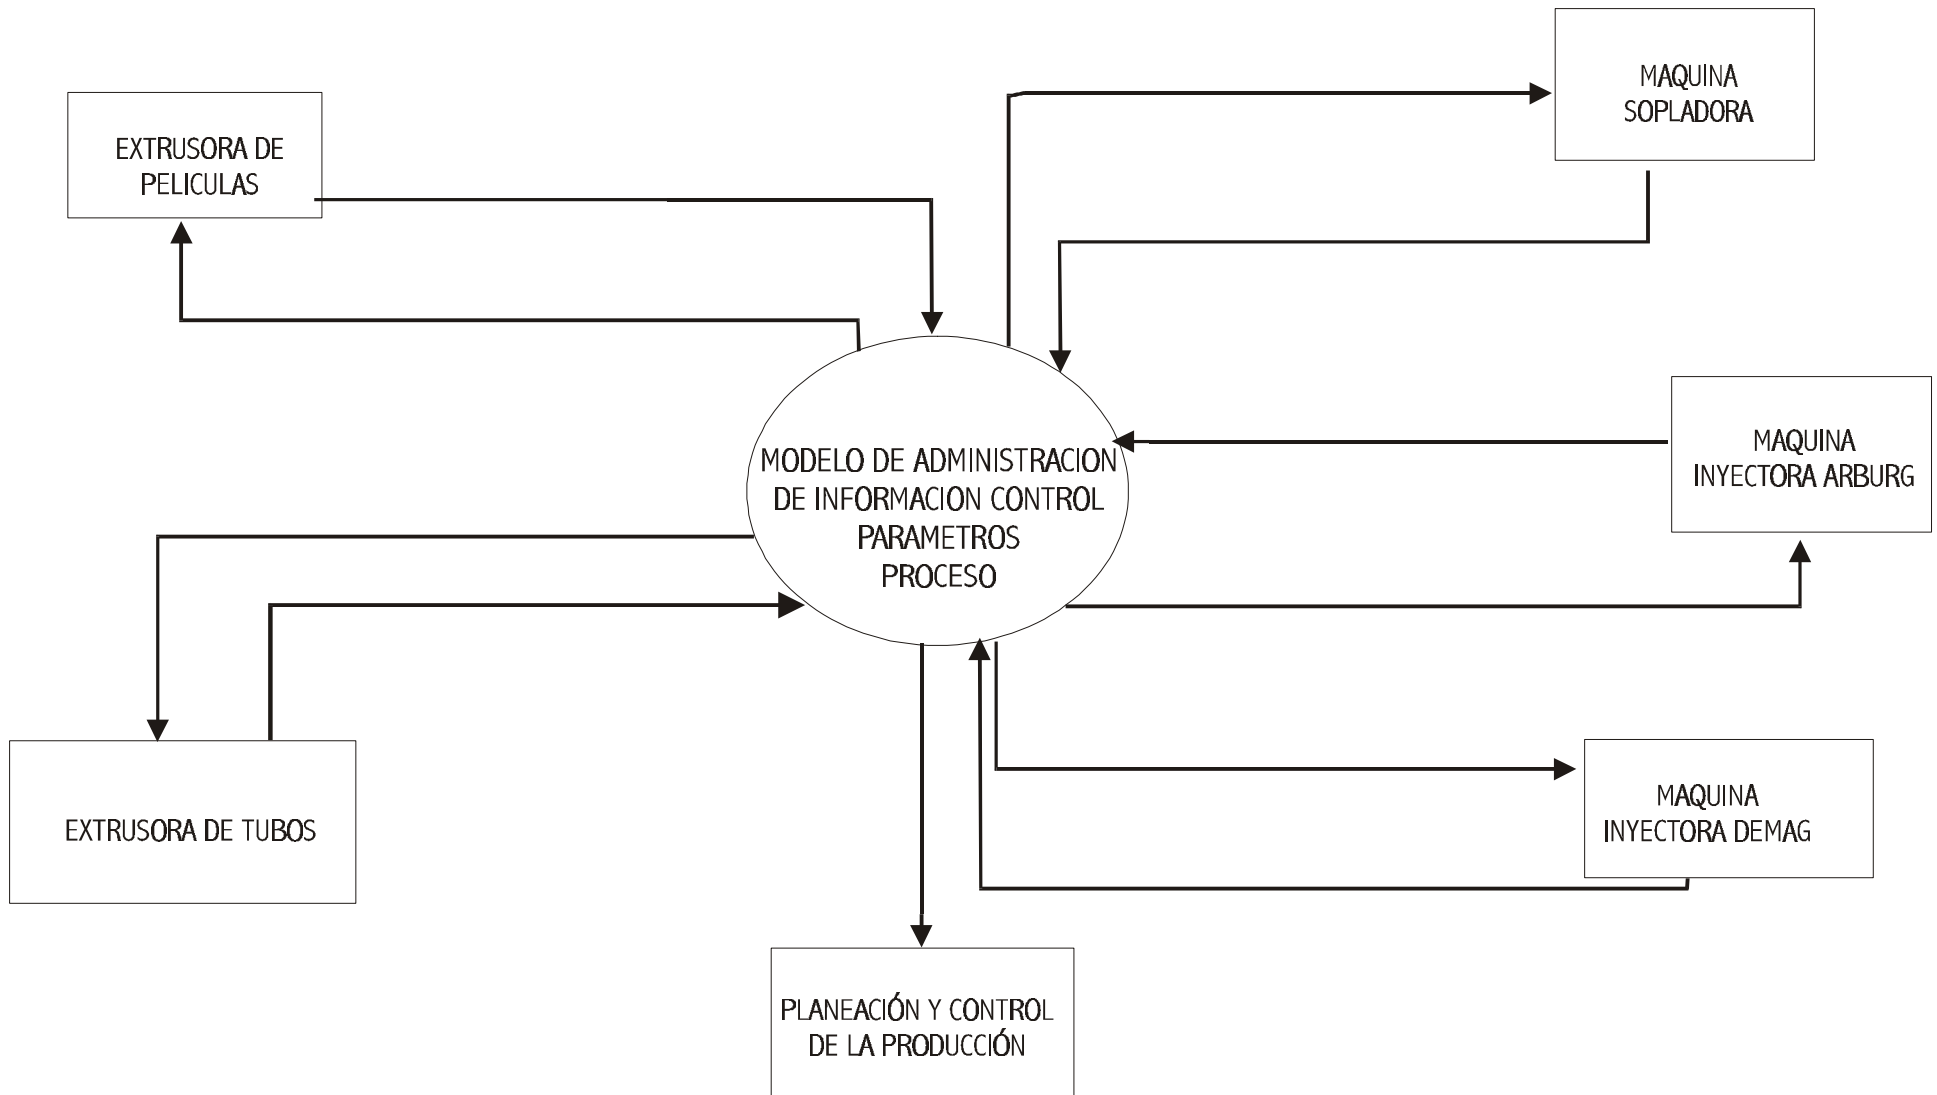 MAQUINA
SOPLADORA
EXTRUSORA DE
PELICULAS
MODELO DE ADMINISTRACION
DE INFORMACION CONTROL
PARAMETROS
PROCESO
MAQUINA
INYECTORA ARBURG
EXTRUSORA DE TUBOS
MAQUINA
INYECTORA DEMAG
PLANEACIÓN Y CONTROL
DE LA PRODUCCIÓN